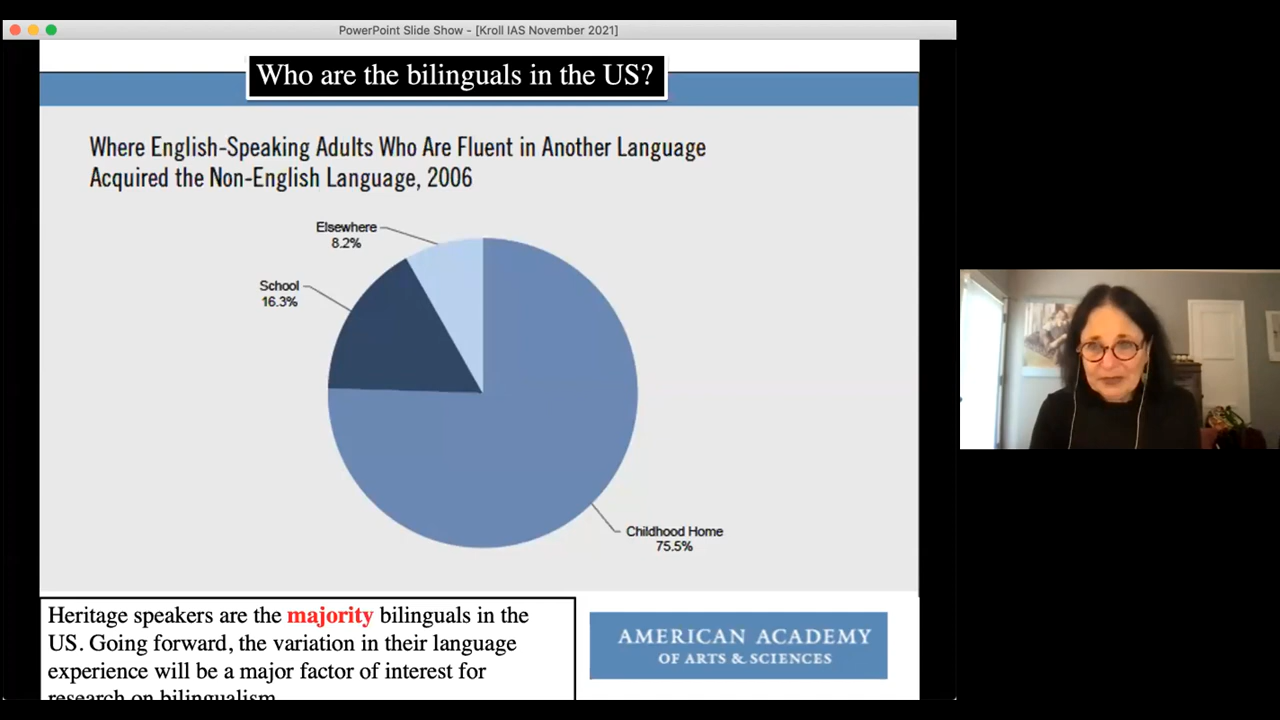 PowerPoint Slide Show - [Kroll IAS November 2021]
Who are the bilinguals in the US?
Where English-Speaking Adults Who Are Fluent in Another Language
Acquired the Non-English Language, 2006
Elsewhere
8.2%
School
16.3%
Childhood Home
75.5%
Heritage speakers are the majority bilinguals in the
US. Going forward, the variation in their language
experience will be a major factor of interest for
research on bilingualism
AMERICAN ACADEMY
OF ARTS & SCIENCES